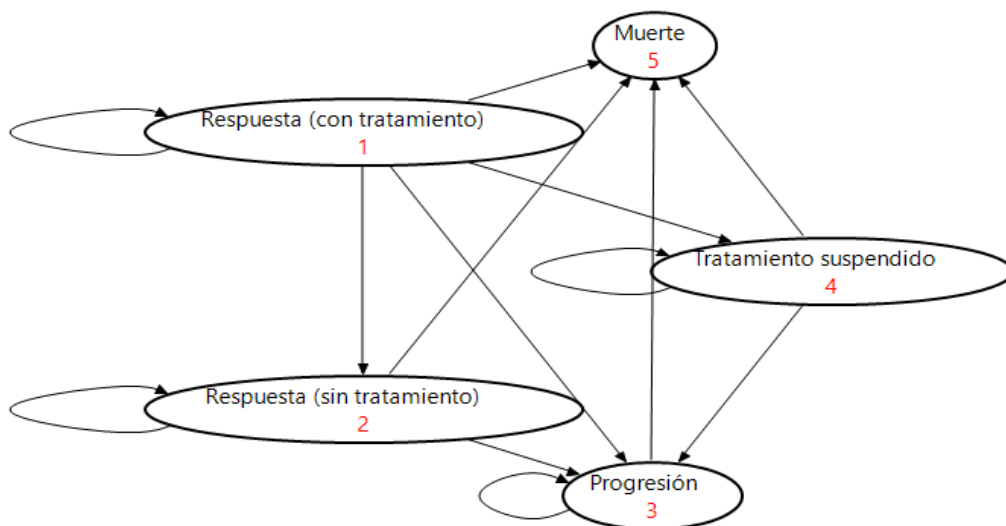 Muerte
5
Respuesta (con tratamiento)
1
Tratamiento suspendido
4
Respuesta (sin tratamiento)
2
Progresión
3